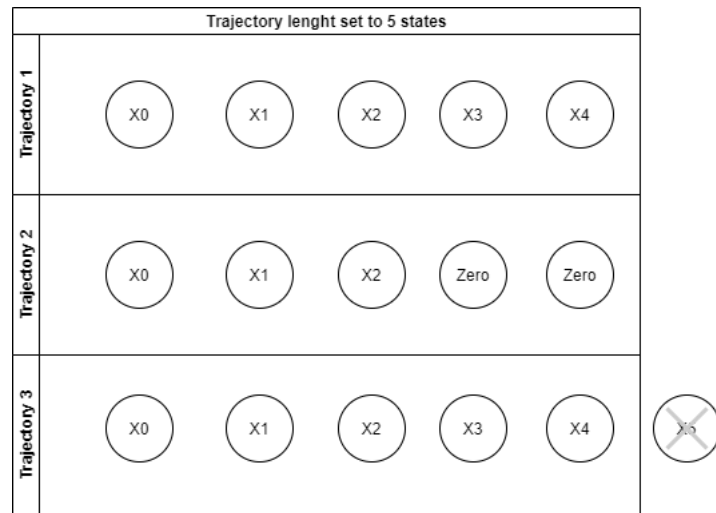 Trajectory lenght set to 5 states
Trajectory 1
X0 X1 X2 X3 X4
Trajectory 2
X0 X1 X2 Zero Zero
Trajectory 3
X0 X1 X2 X3 X4